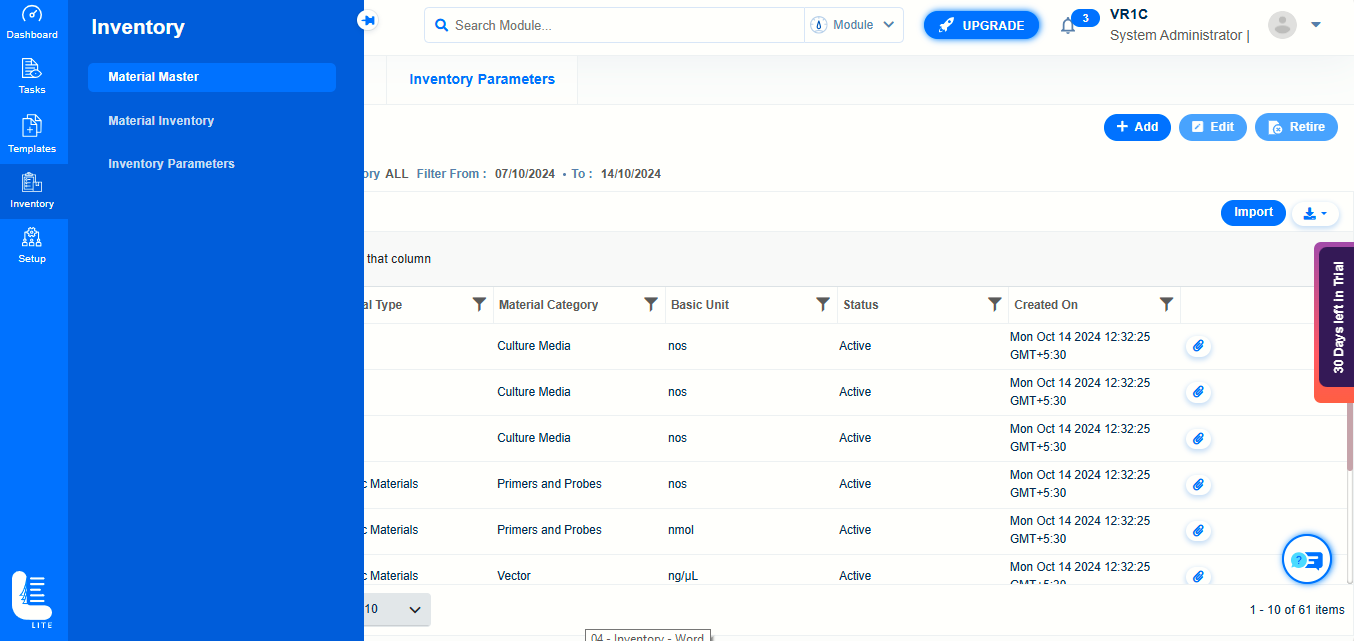 Dashboard
Tasks
Templates
Inventory
Setup
LITE
Inventory
Material Master
Material Inventory
Inventory Parameters
Search Module...
Module
UPGRADE
3
VR1C
System Administrator |
Inventory Parameters
Add
Edit
Retire
ory ALL Filter From : 07/10/2024 • To : 14/10/2024
Import
that column
al Type Material Category Basic Unit Status Created On
Culture Media nos Active Mon Oct 14 2024 12:32:25
GMT+5:30
Culture Media nos Active Mon Oct 14 2024 12:32:25
GMT+5:30
Culture Media nos Active Mon Oct 14 2024 12:32:25
GMT+5:30
c Materials Primers and Probes nos Active Mon Oct 14 2024 12:32:25
GMT+5:30
c Materials Primers and Probes nmol Active Mon Oct 14 2024 12:32:25
GMT+5:30
c Materials Vector ng/µL Active Mon Oct 14 2024 12:32:25
GMT+5:30
30 Days left In Trial
10
1 - 10 of 61 items
04 - Inventory - Word